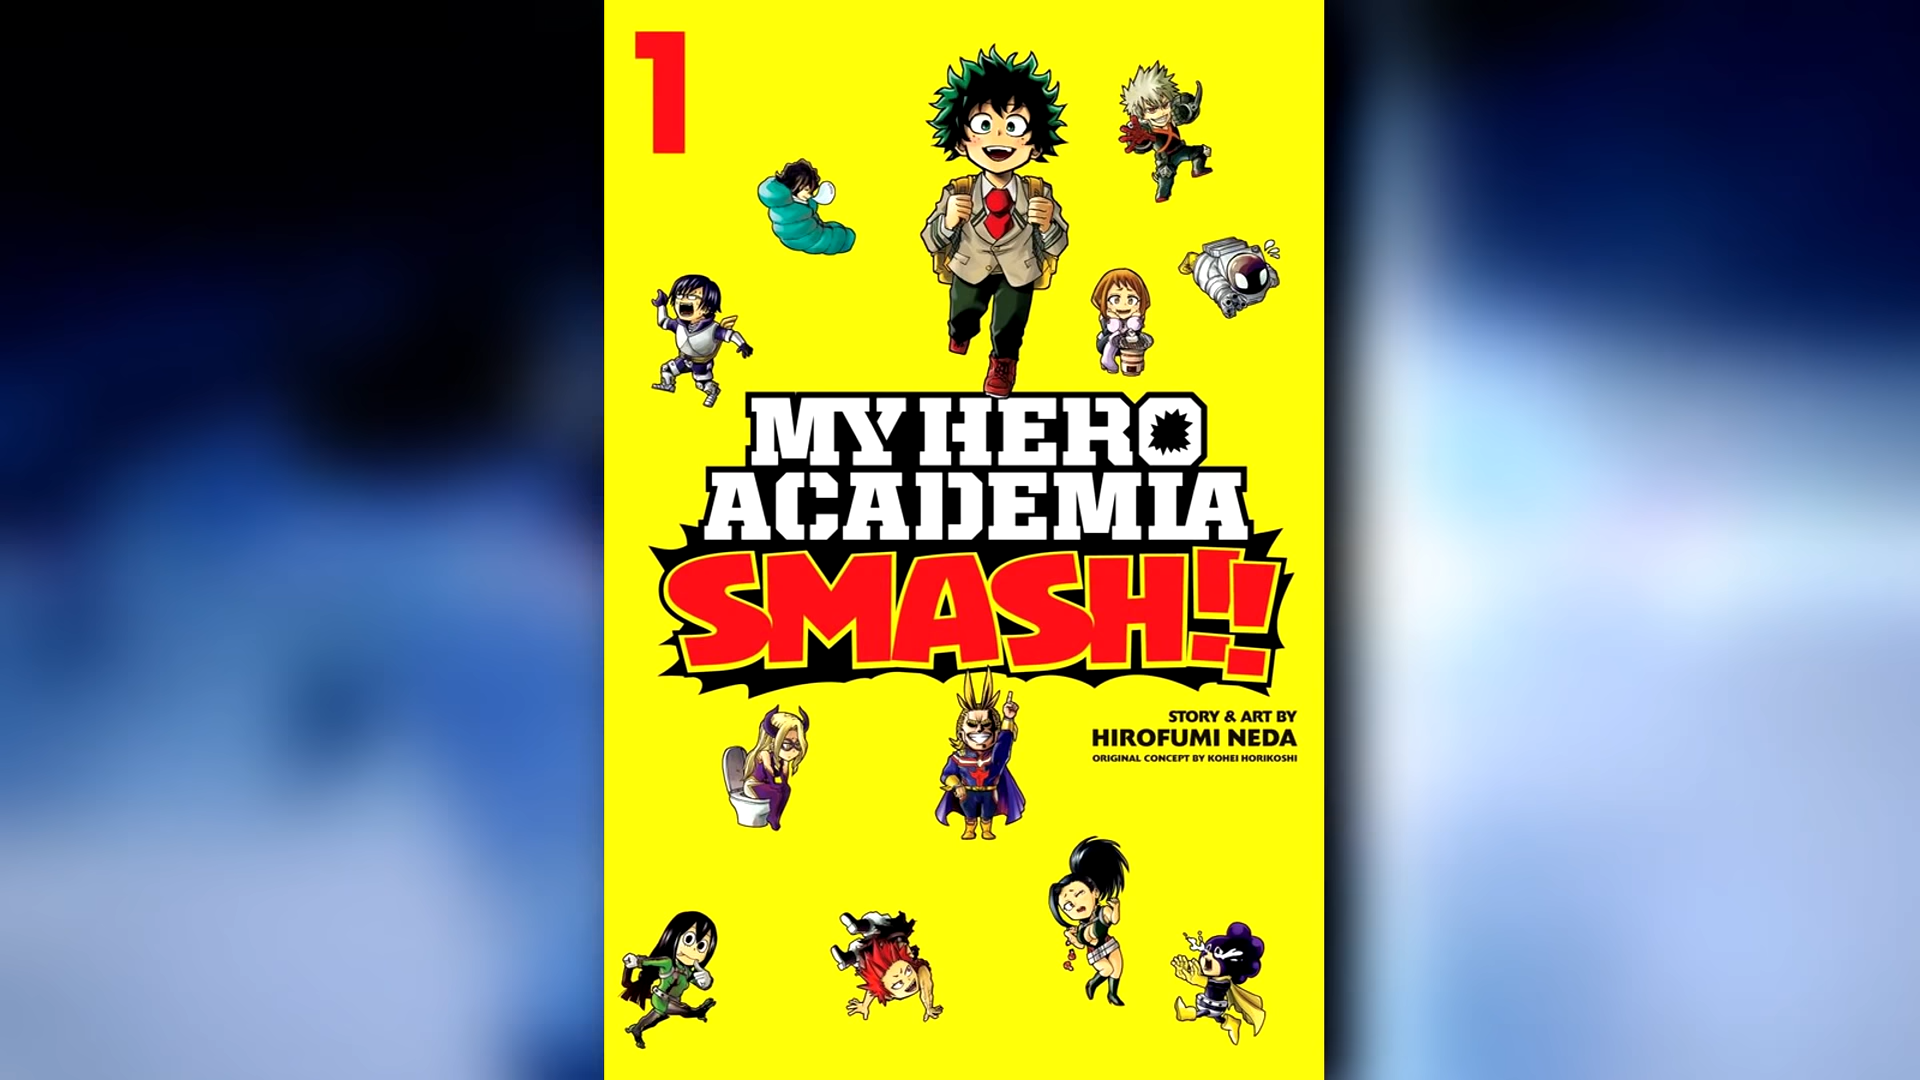 1
MY HERO
ACADEMIA
SMASH!!
STORY & ART BY
HIROFUMI NEDA
ORIGINAL CONCEPT BY KOHEI HORIKOSHI